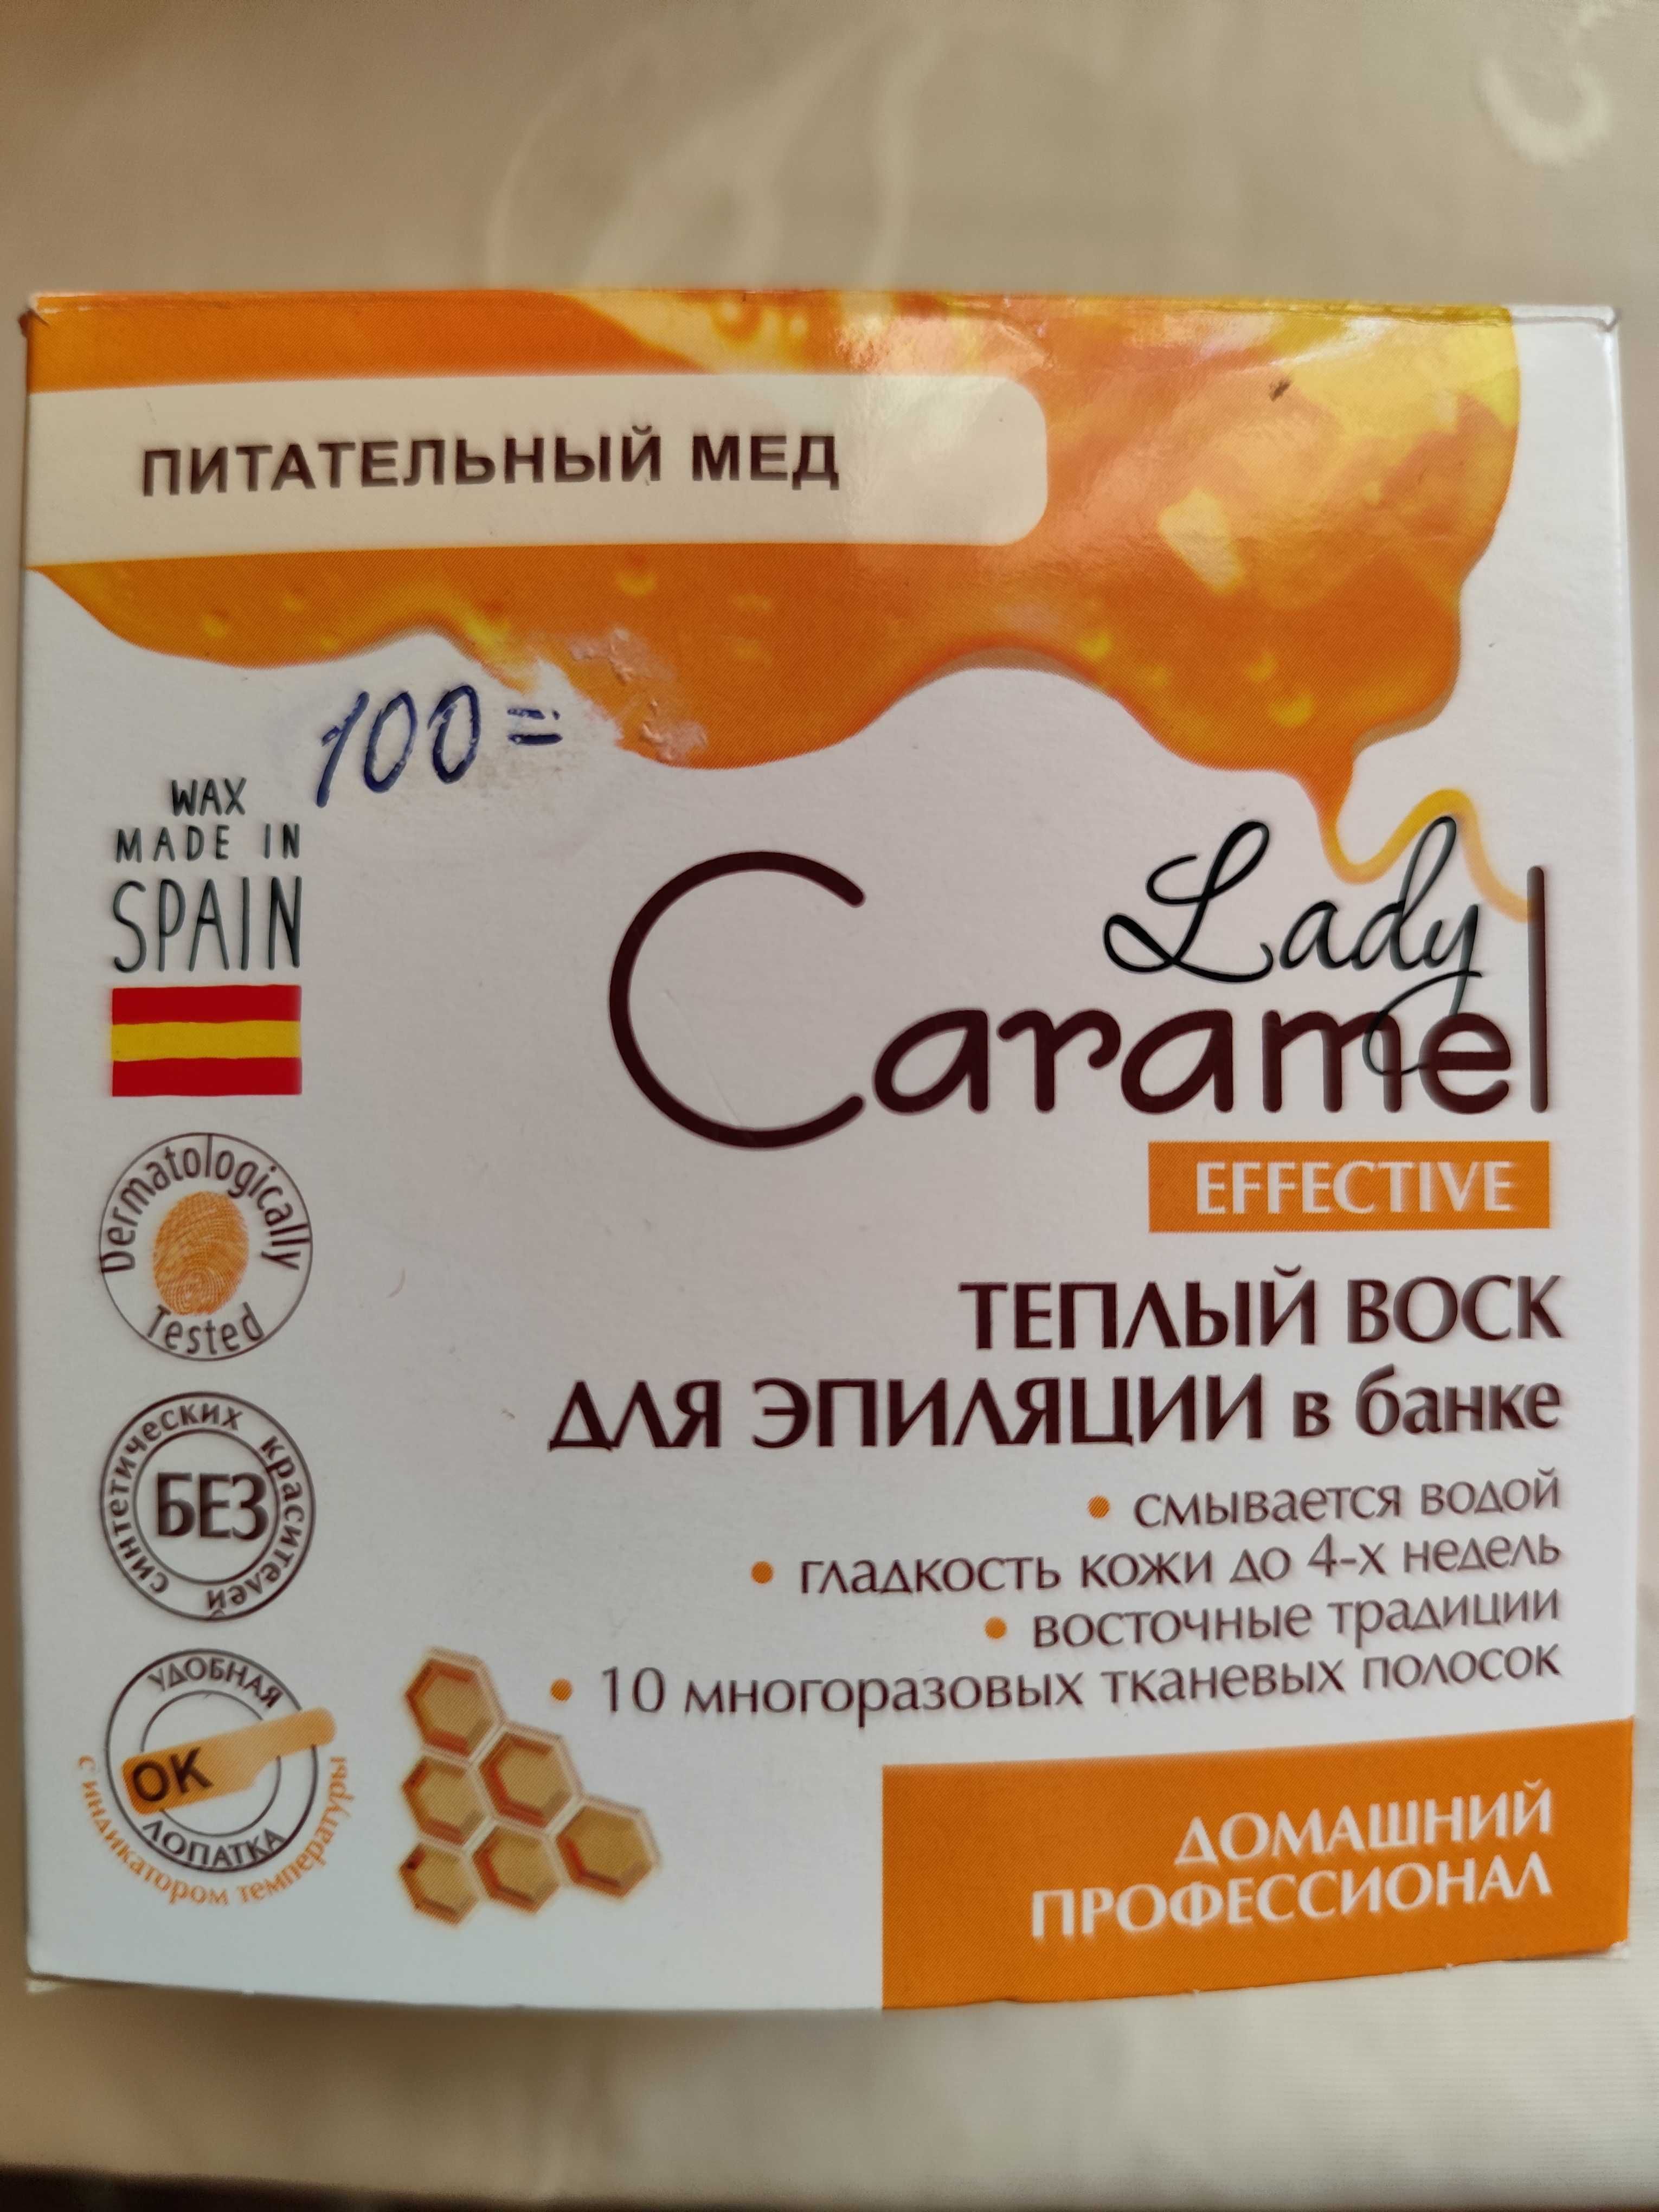 ПИТАТЕЛЬНЫЙ МЕД
100=
WAX
MADE IN
SPAIN
Lady
Caramel
EFFECTIVE
Dermatologically
Tested
ТЕПЛЫЙ ВОСК
ДЛЯ ЭПИЛЯЦИИ в банке
БЕЗ
синтетических красителей
• смывается водой
• гладкость кожи до 4-х недель
• восточные традиции
• 10 многоразовых тканевых полосок
УДОБНАЯ
ОК
ЛОПАТКА
с индикатором температуры
ДОМАШНИЙ
ПРОФЕССИОНАЛ